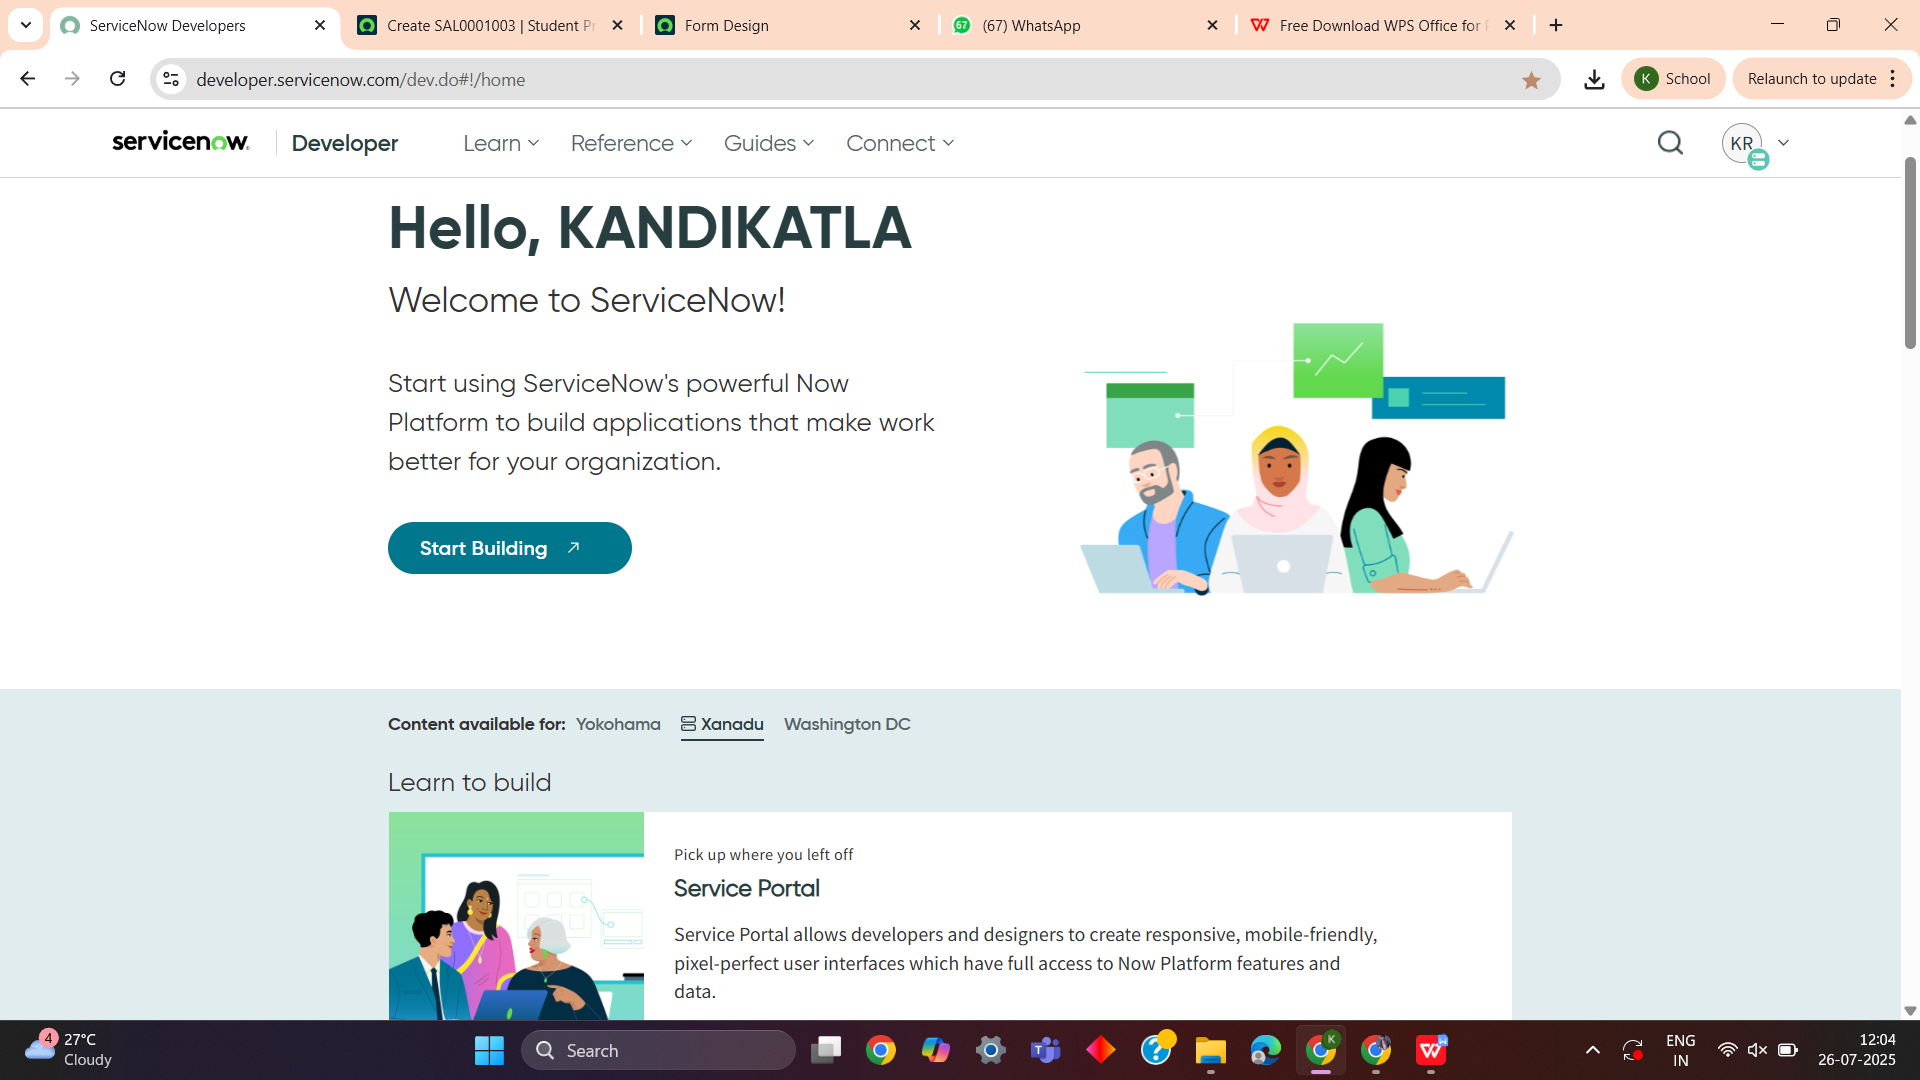 ServiceNow Developers
Create SAL0001003 | Student Pr
Form Design
67
(67) WhatsApp
Free Download WPS Office for
developer.servicenow.com/dev.do#!/home
K
School
Relaunch to update
servicenow
Developer
Learn
Reference
Guides
Connect
KR
Hello, KANDIKATLA
Welcome to ServiceNow!
Start using ServiceNow's powerful Now
Platform to build applications that make work
better for your organization.
Start Building
Content available for: Yokohama Xanadu Washington DC
Learn to build
Pick up where you left off
Service Portal
Service Portal allows developers and designers to create responsive, mobile-friendly,
pixel-perfect user interfaces which have full access to Now Platform features and
data.
4
27°C
Cloudy
Search
K
ENG
IN
12:04
26-07-2025